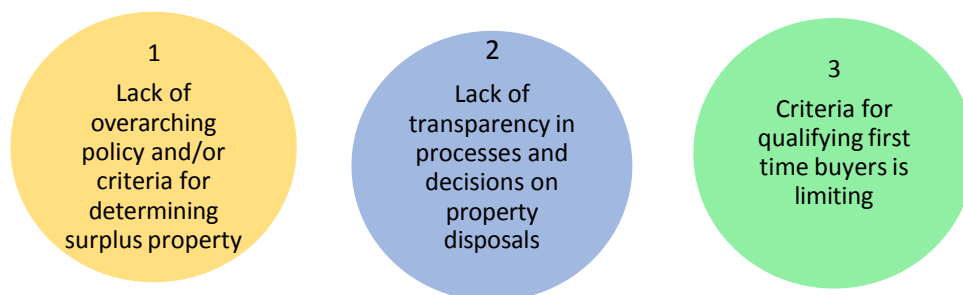 1
Lack of
overarching
policy and/or
criteria for
determining
surplus property
2
Lack of
transparency in
processes and
decisions on
property
disposals
3
Criteria for
qualifying first
time buyers is
limiting